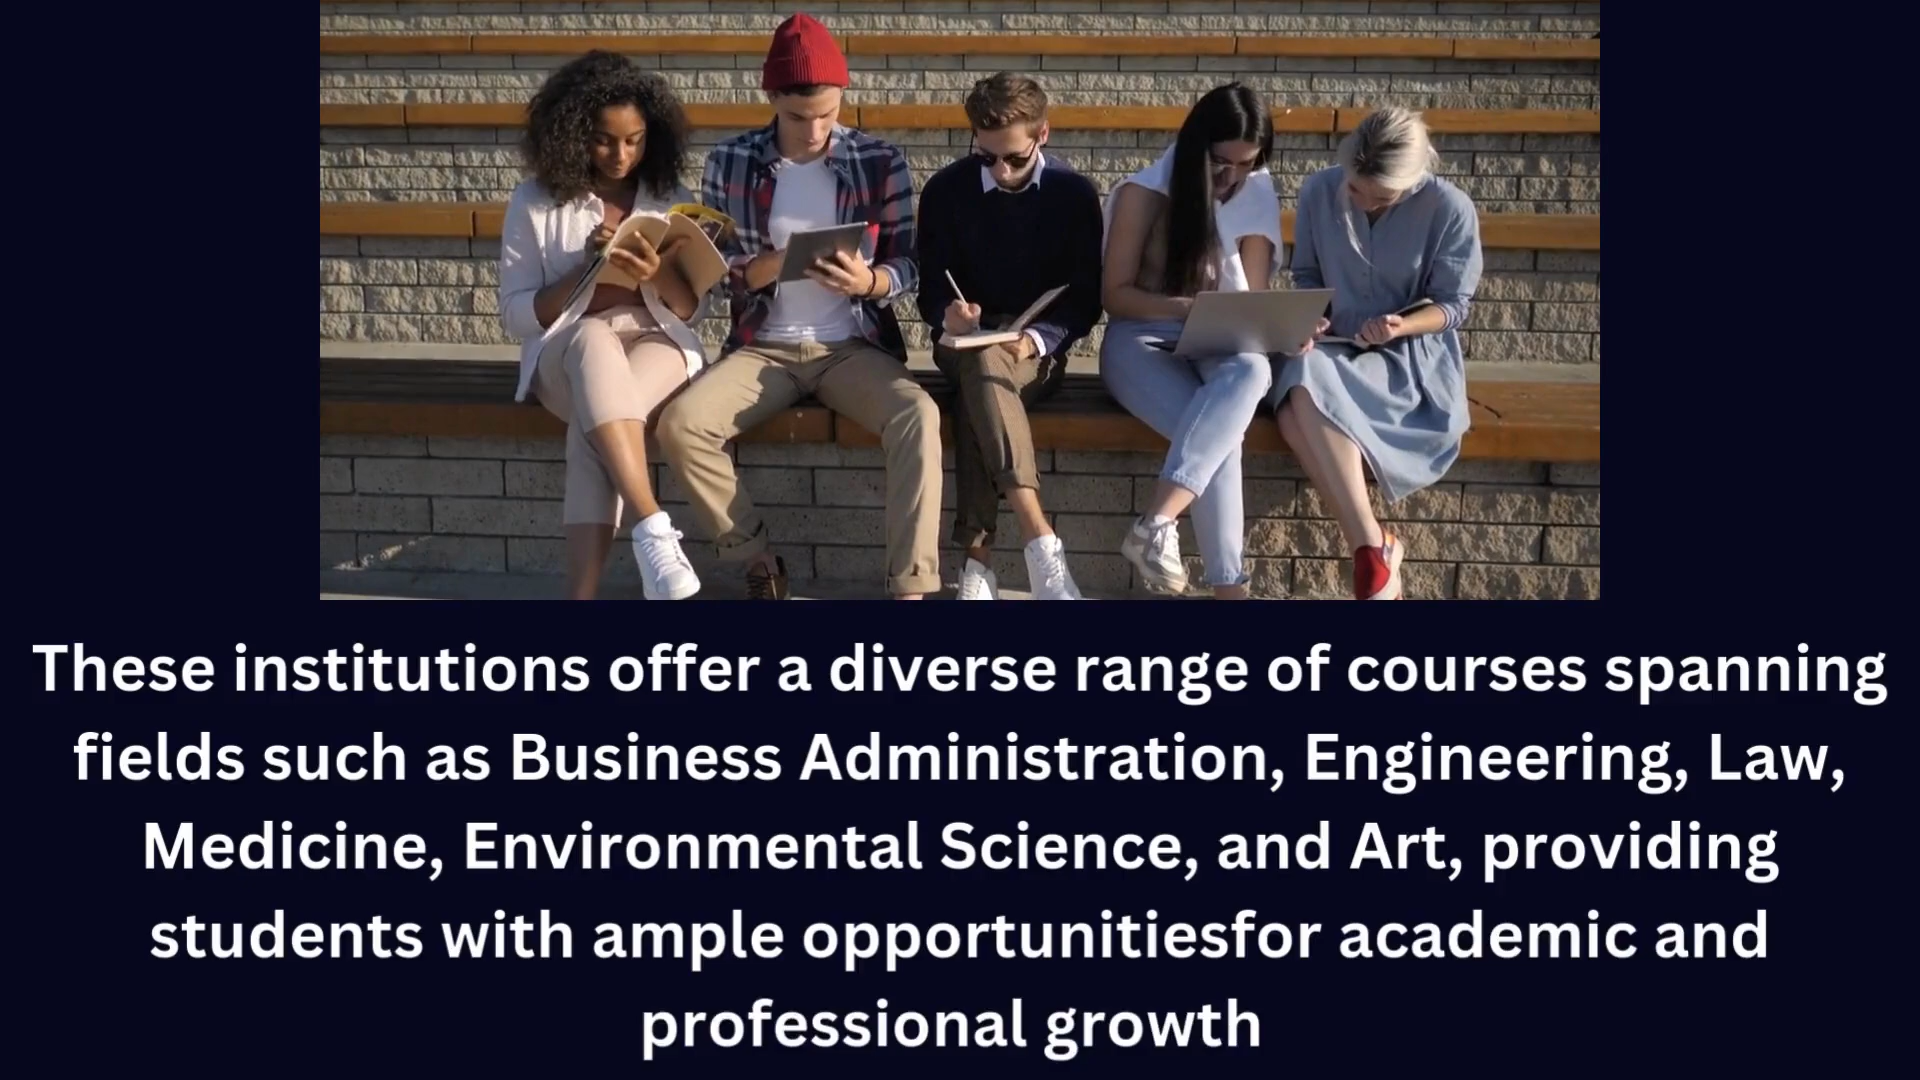 These institutions offer a diverse range of courses spanning
fields such as Business Administration, Engineering, Law,
Medicine, Environmental Science, and Art, providing
students with ample opportunitiesfor academic and
professional growth